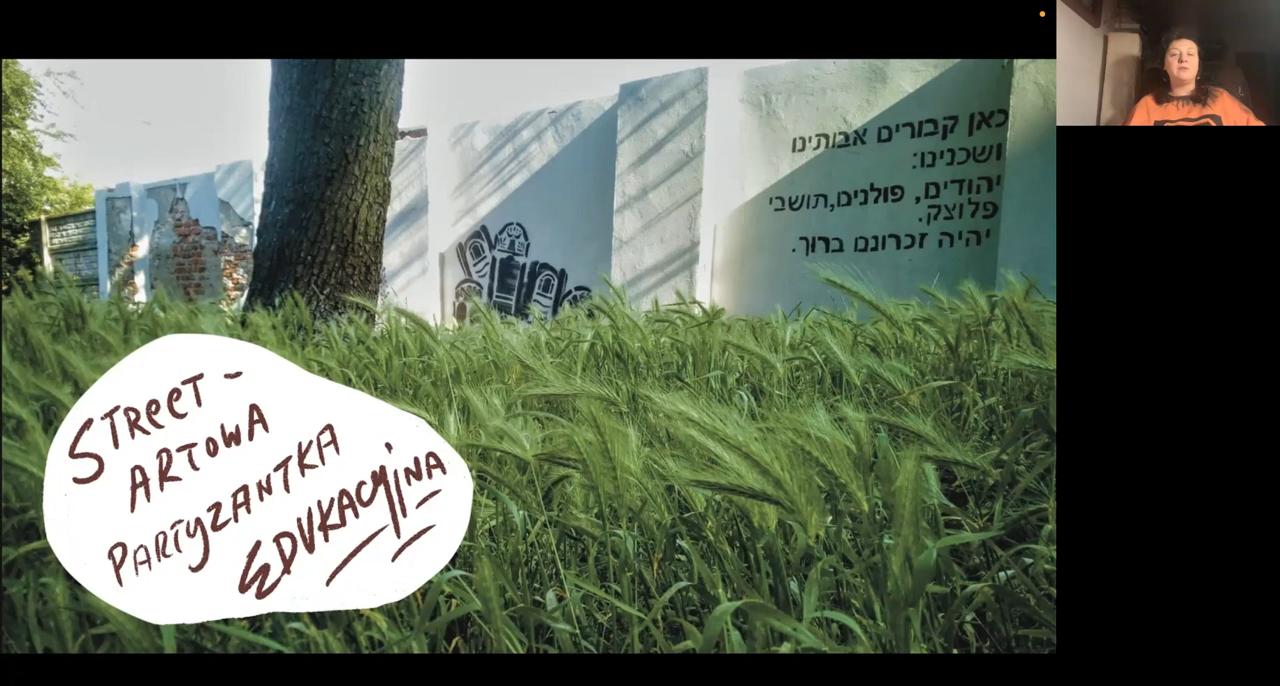 כאן קבורים אבותינו
ושכנינו:
יהודים, פולנים,תושבי
פלוצק.
יהיה זכרונם ברוך.
STREET-
ARTOWA
PARTYZANTKA
EDUKACYJNA